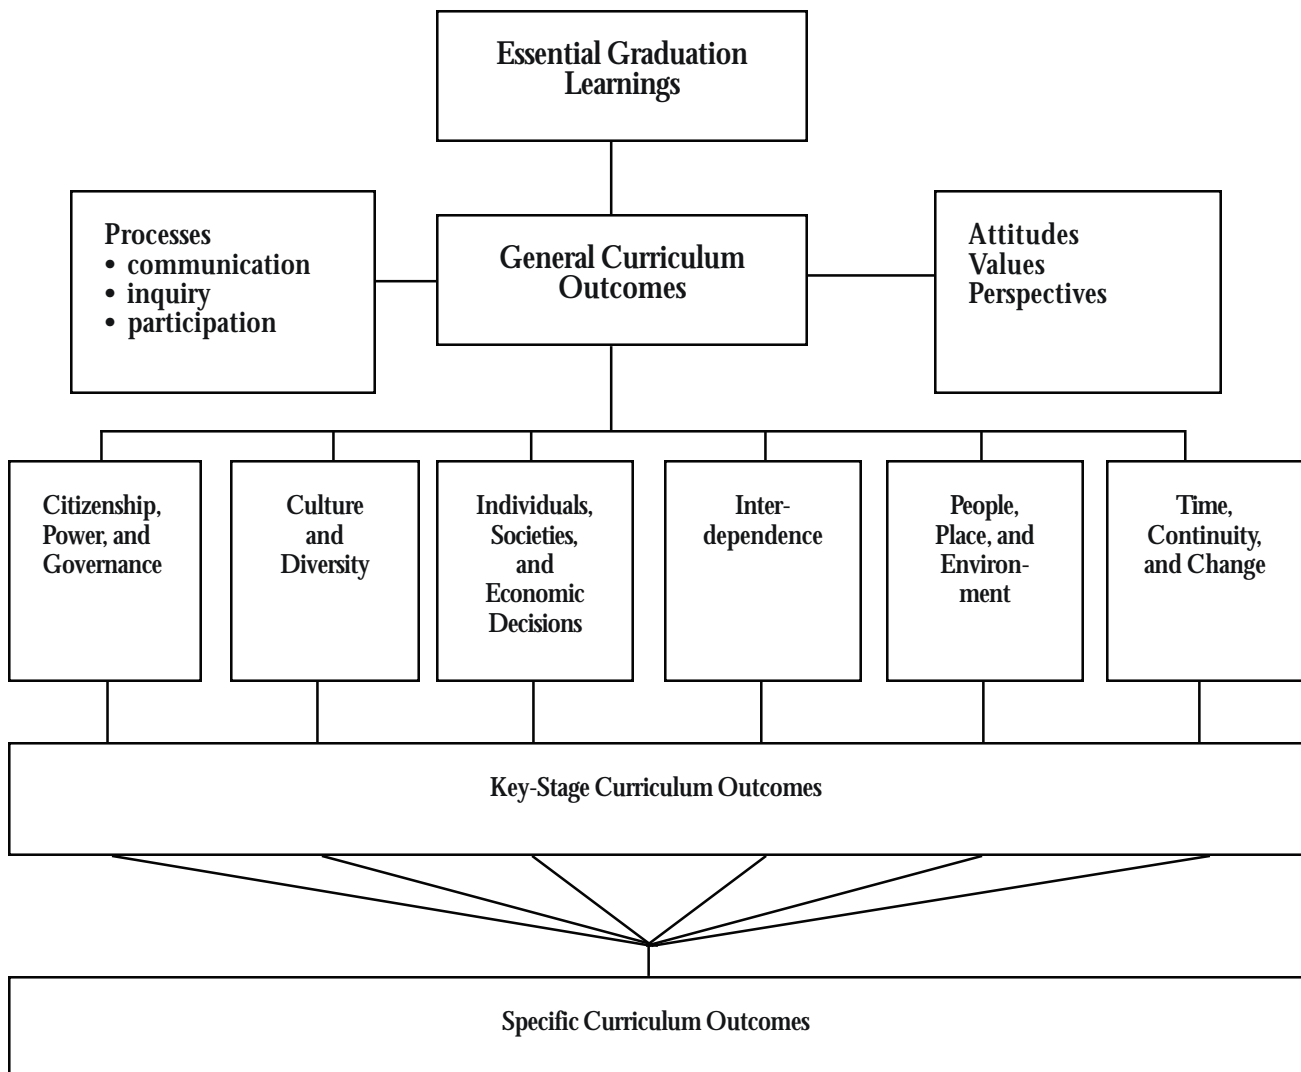 Essential Graduation
Learnings
Processes
• communication
• inquiry
• participation
General Curriculum
Outcomes
Attitudes
Values
Perspectives
Citizenship,
Power, and
Governance
Culture
and
Diversity
Individuals,
Societies,
and
Economic
Decisions
Inter-
dependence
People,
Place, and
Environ-
ment
Time,
Continuity,
and Change
Key-Stage Curriculum Outcomes
Specific Curriculum Outcomes